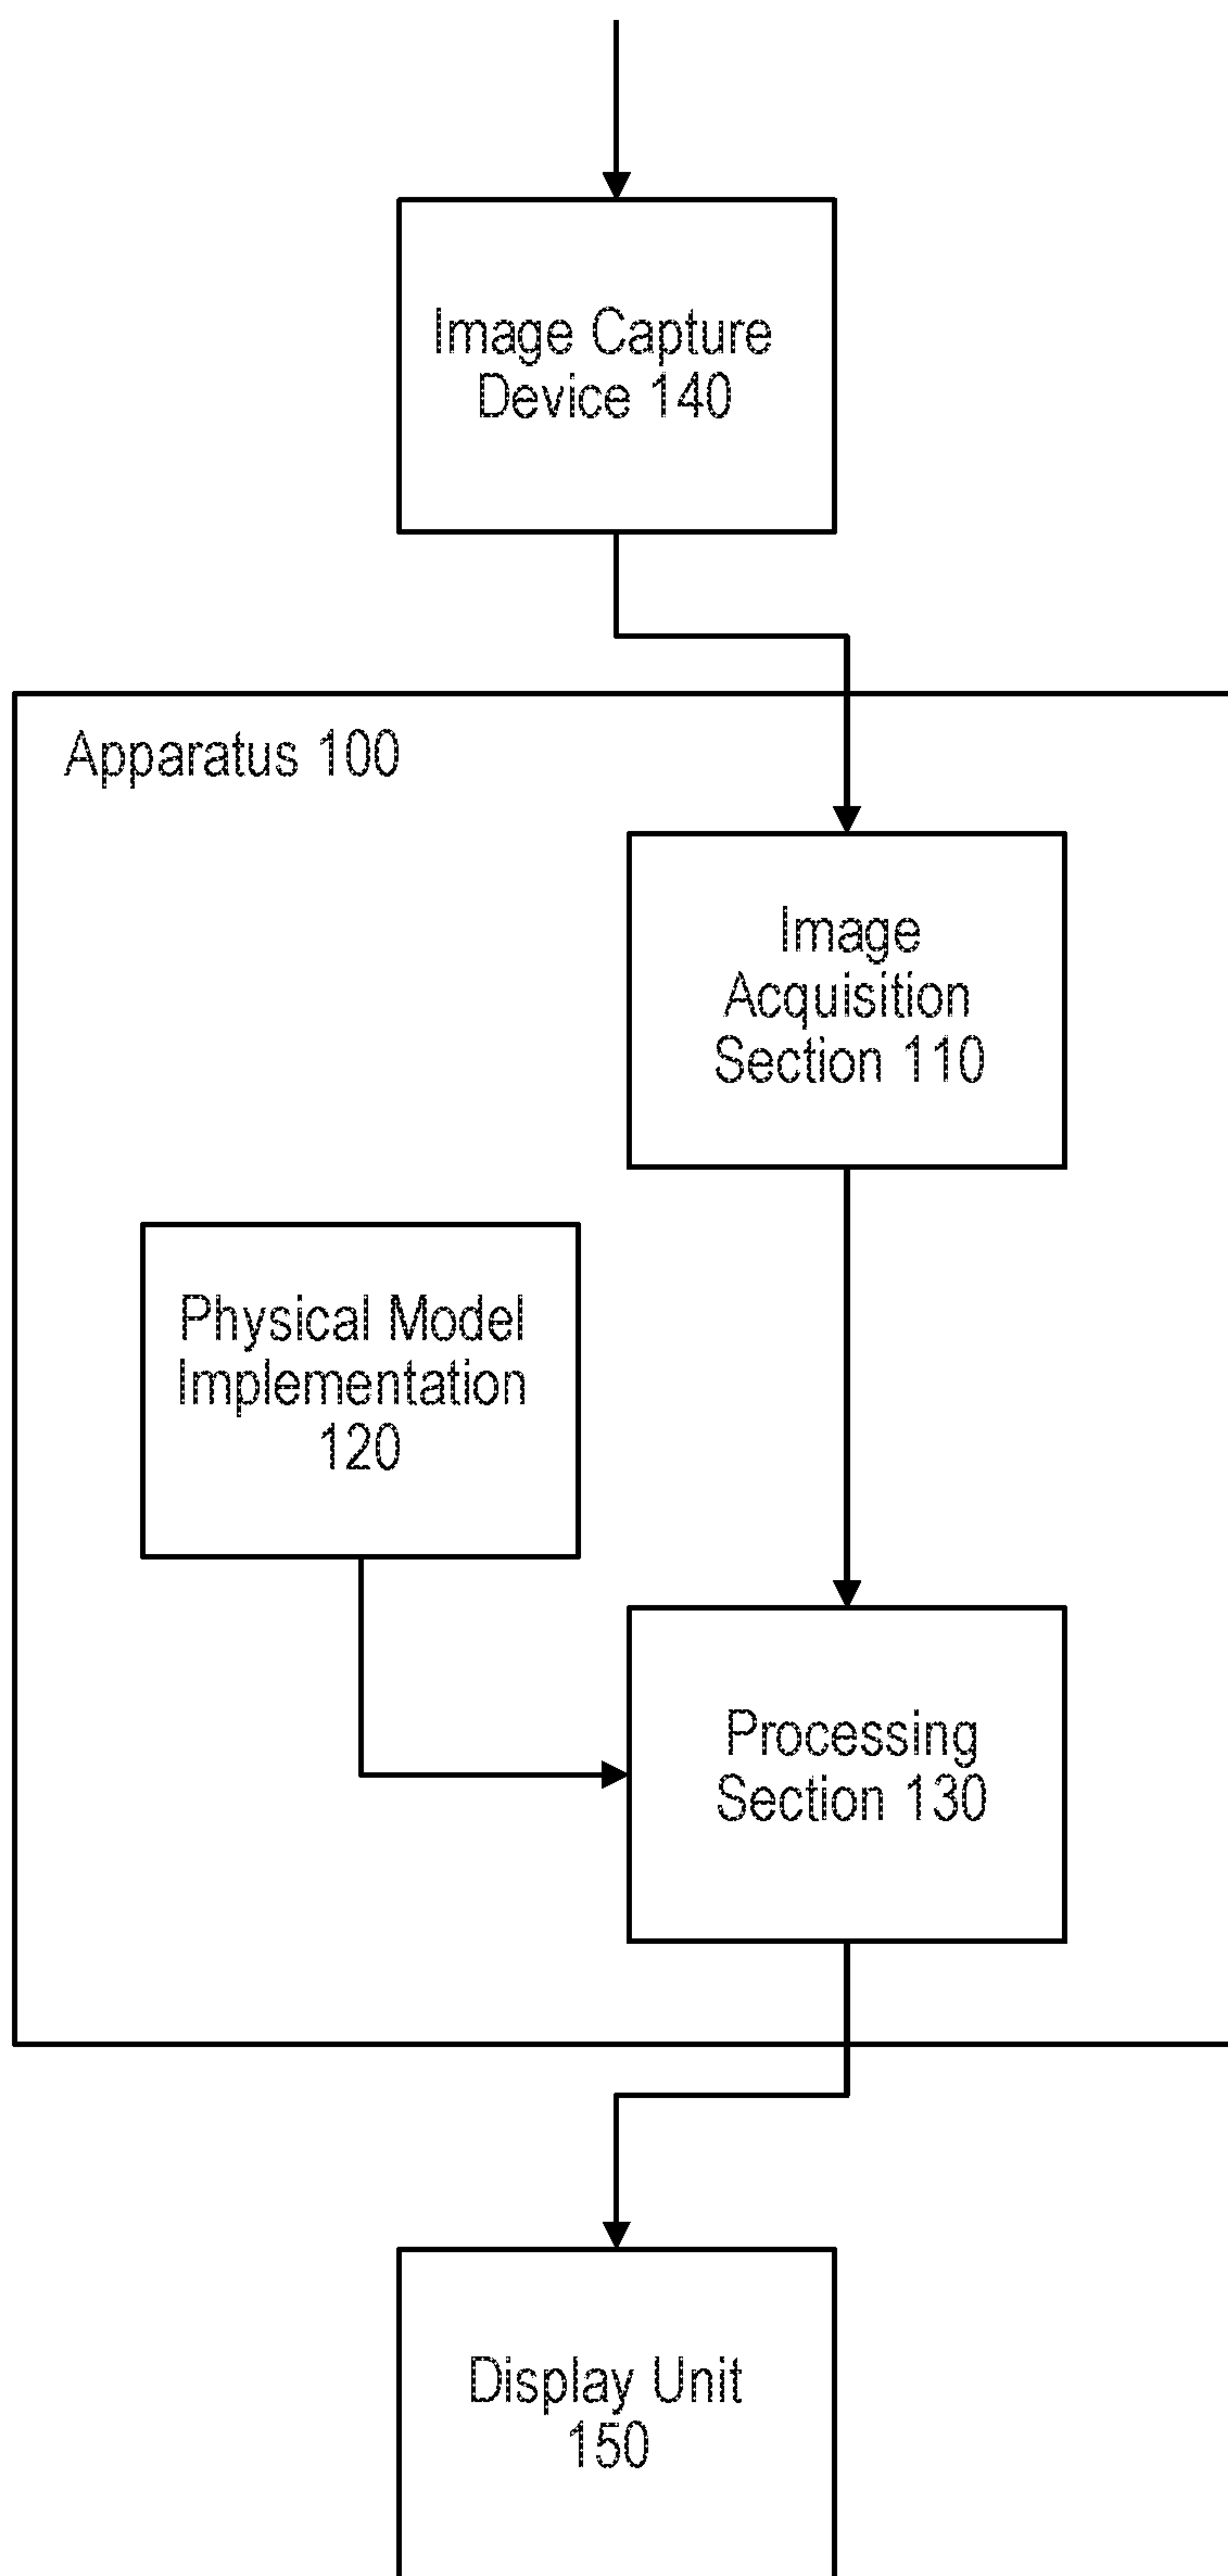 Image Capture
Device 140
Apparatus 100
Image
Acquisition
Section 110
Physical Model
Implementation
120
Processing
Section 130
Display Unit
150